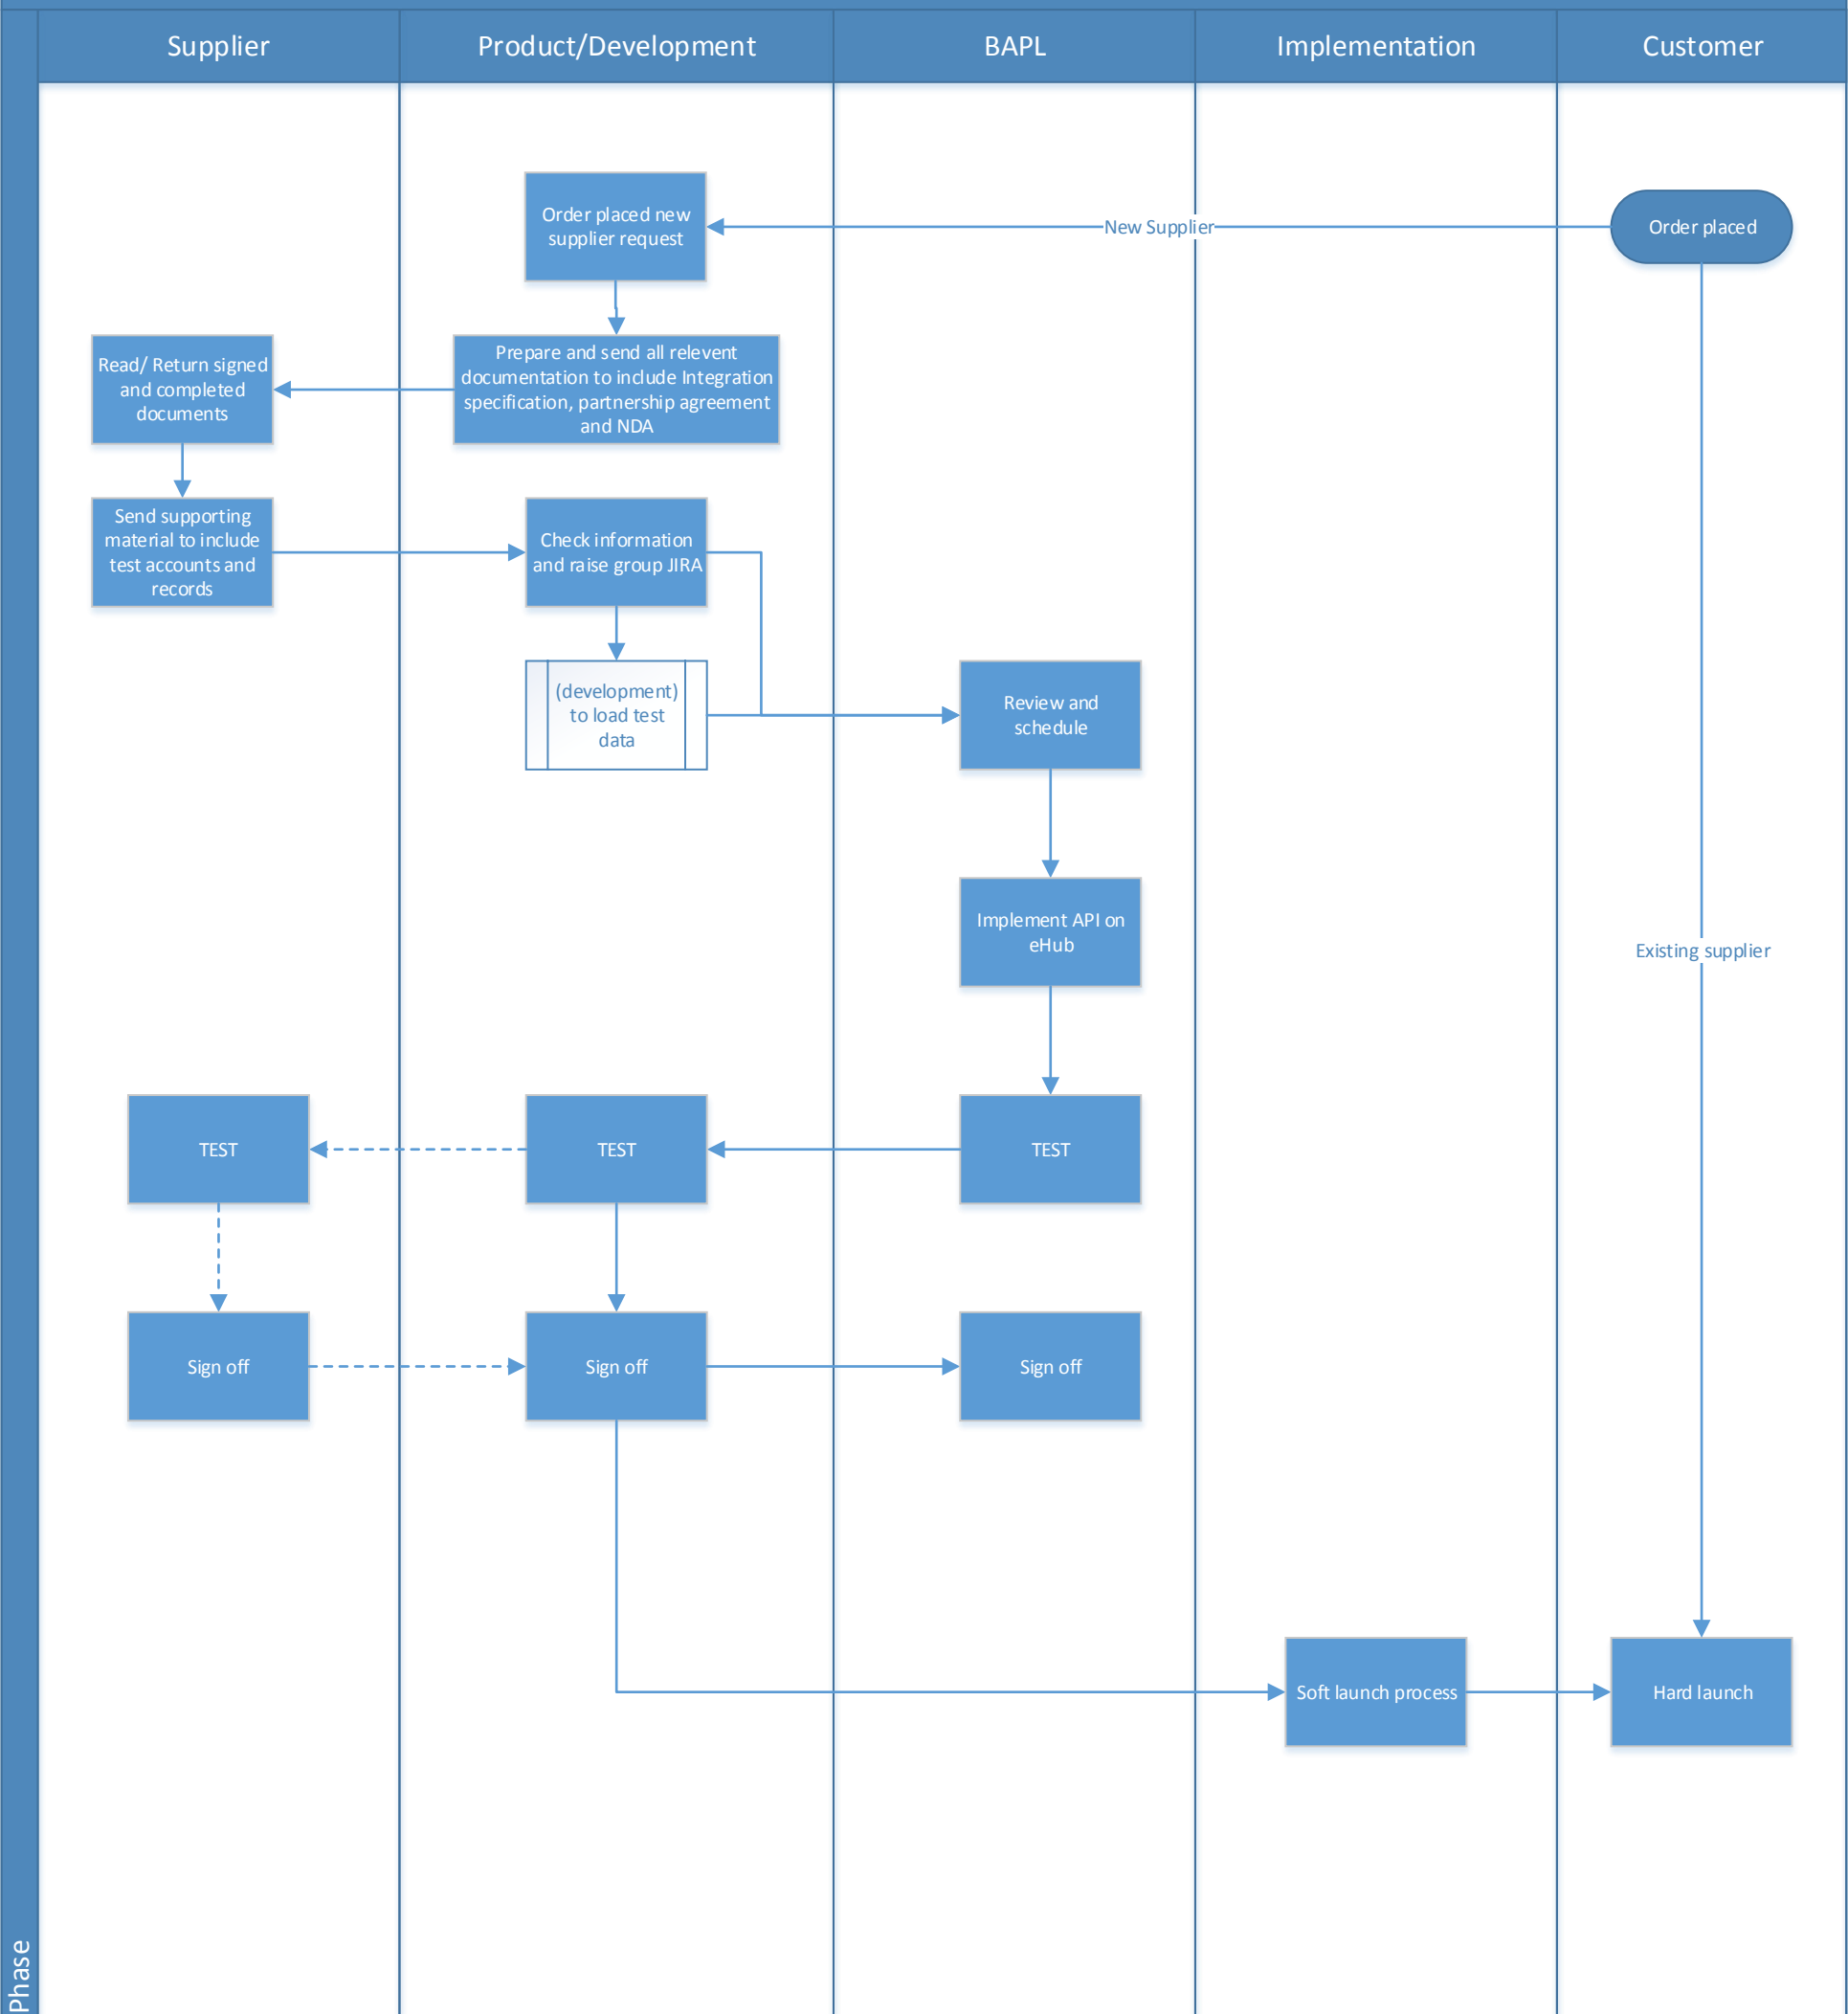 Supplier
Product/Development
BAPL
Implementation
Customer
Order placed new
supplier request
New Supplier
Order placed
Read/ Return signed
and completed
documents
Prepare and send all relevent
documentation to include Integration
specification, partnership agreement
and NDA
Send supporting
material to include
test accounts and
records
Check information
and raise group JIRA
(development)
to load test
data
Review and
schedule
Implement API on
eHub
Existing supplier
TEST
TEST
TEST
Sign off
Sign off
Sign off
Soft launch process
Hard launch
Phase